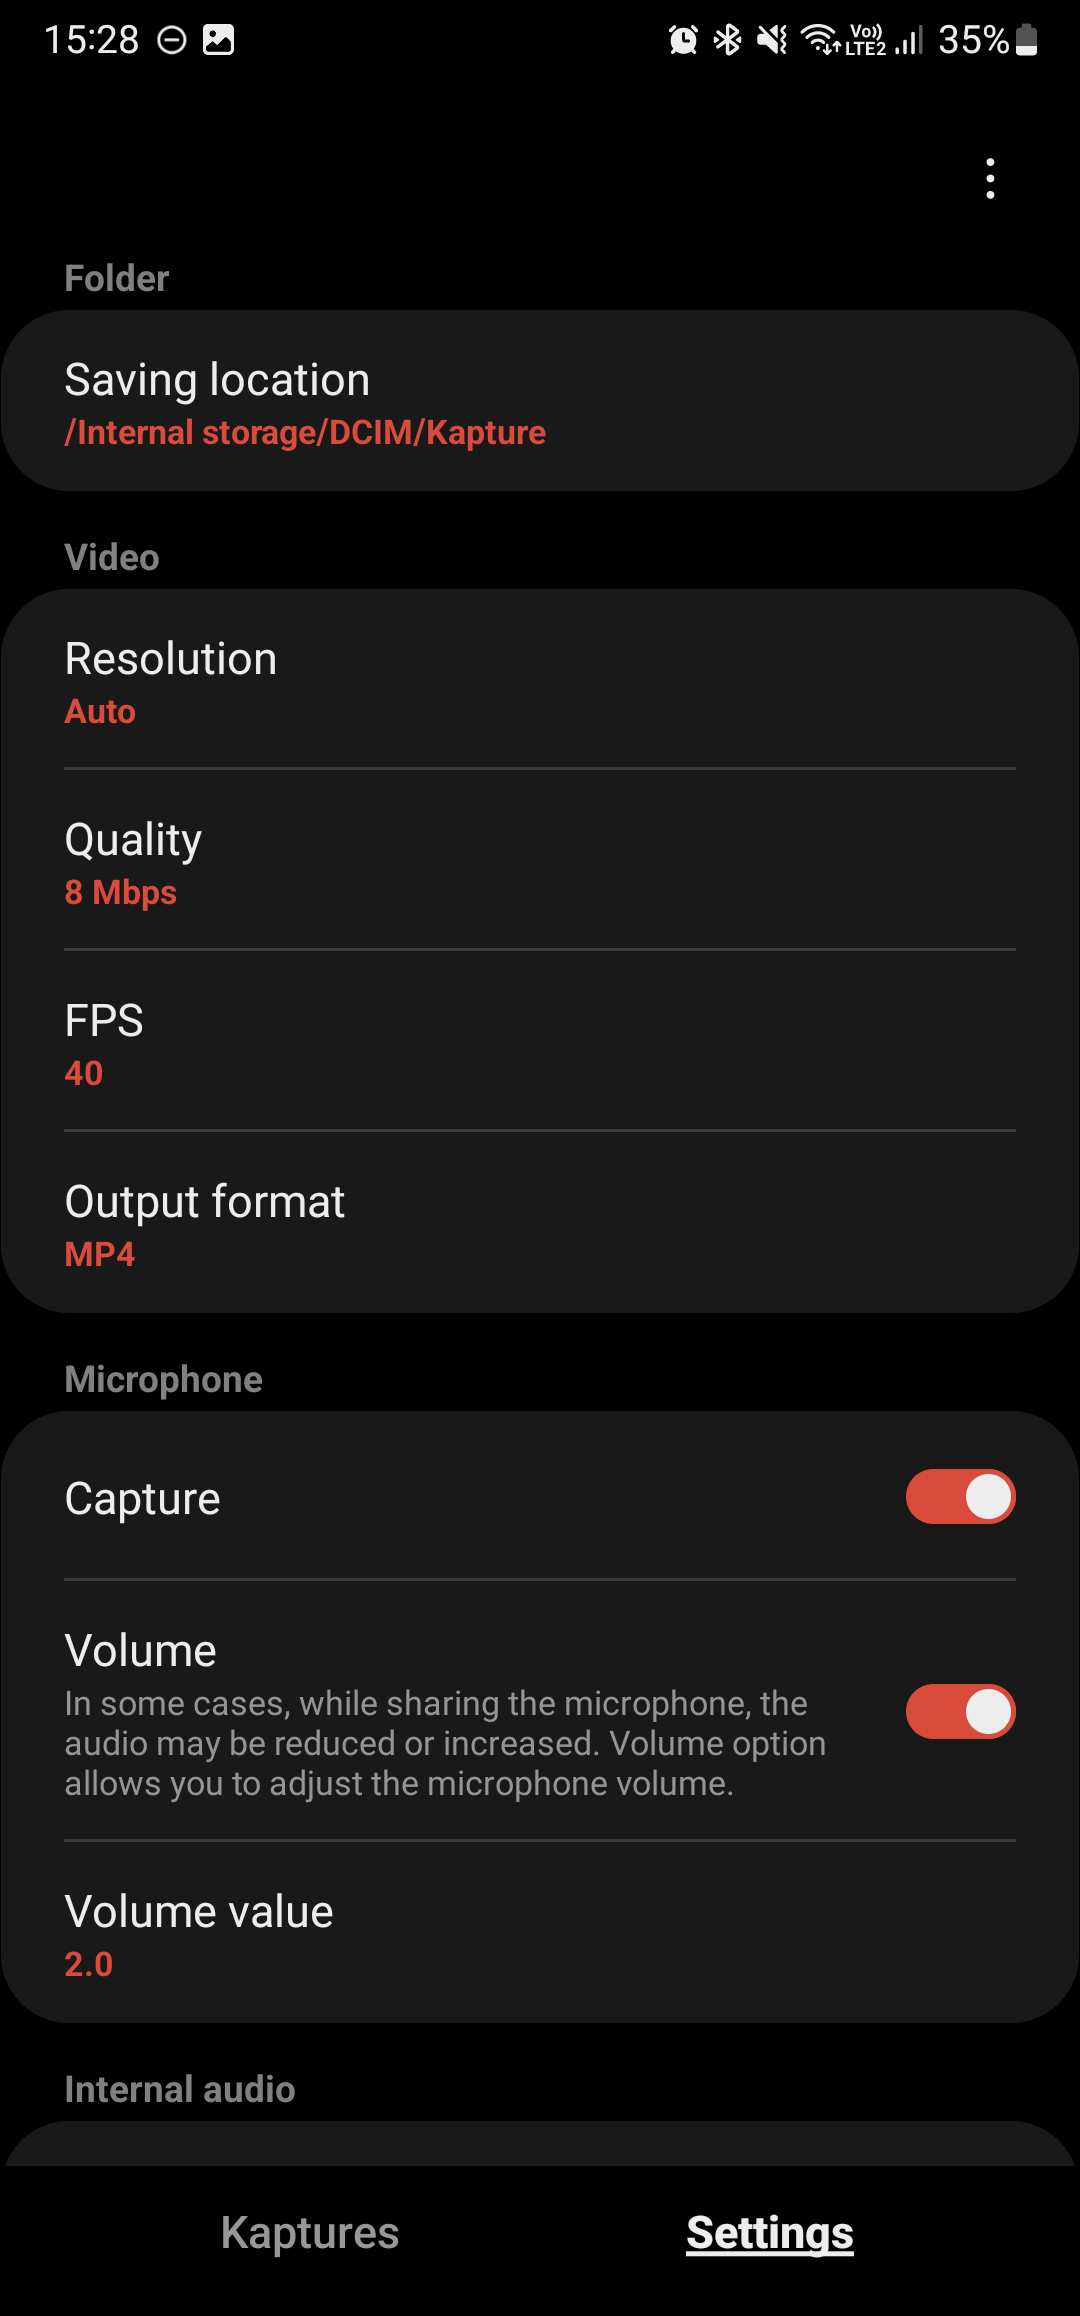 15:28
Vo)) LTE2 35%
Folder
Saving location
/Internal storage/DCIM/Kapture
Video
Resolution
Auto
Quality
8 Mbps
FPS
40
Output format
MP4
Microphone
Capture
Volume
In some cases, while sharing the microphone, the
audio may be reduced or increased. Volume option
allows you to adjust the microphone volume.
Volume value
2.0
Internal audio
Kaptures Settings